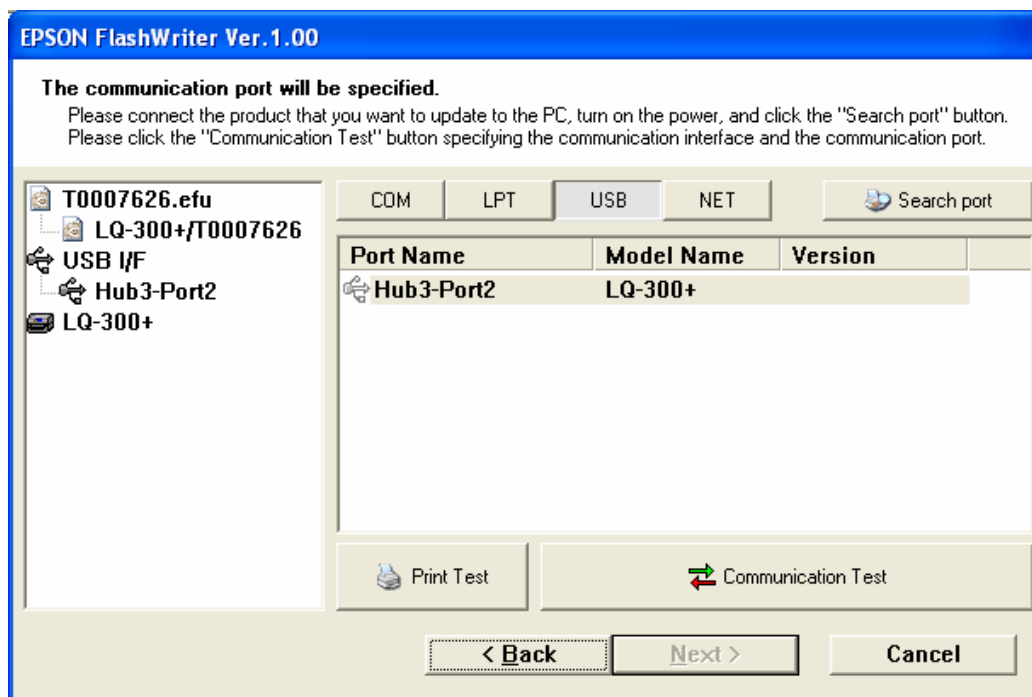 EPSON FlashWriter Ver.1.00
The communication port will be specified.
Please connect the product that you want to update to the PC, turn on the power, and click the "Search port" button.
Please click the "Communication Test" button specifying the communication interface and the communication port.
T0007626.efu
LQ-300+/T0007626
USB I/F
Hub3-Port2
LQ-300+
COM LPT USB NET Search port
Port Name Model Name Version
Hub3-Port2 LQ-300+
Print Test Communication Test
< Back Next > Cancel